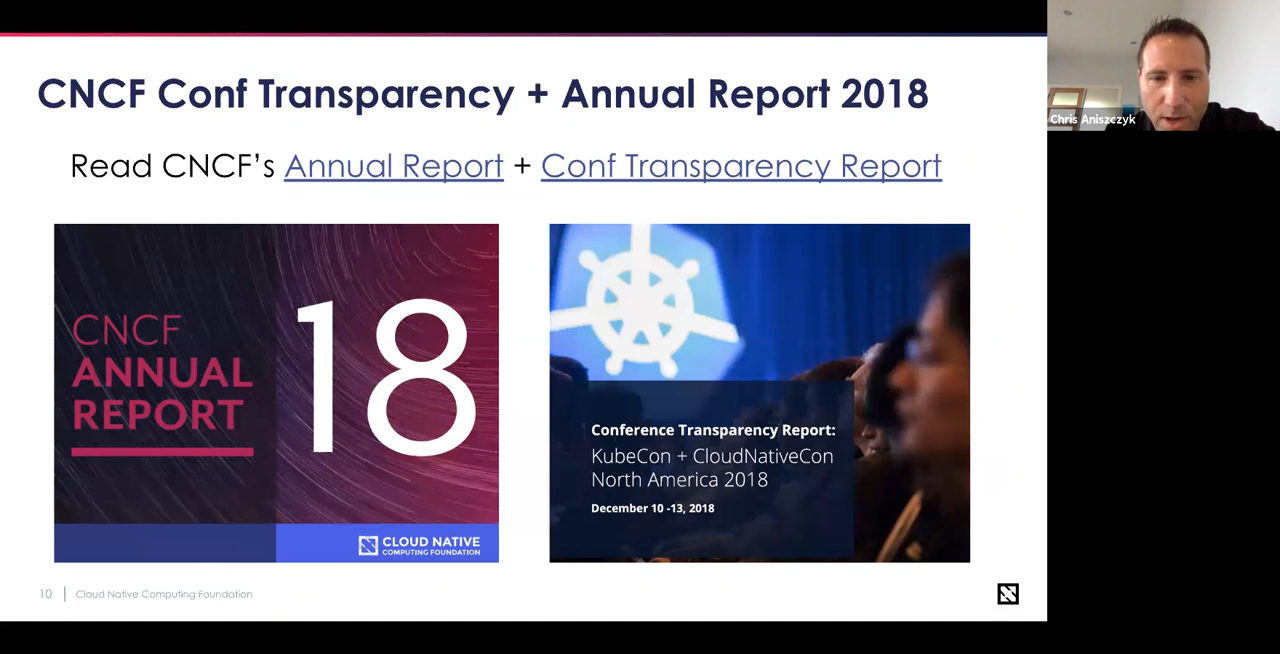 CNCF Conf Transparency + Annual Report 2018
Read CNCF's Annual Report + Conf Transparency Report
CNCF
ANNUAL
REPORT
18
CLOUD NATIVE
COMPUTING FOUNDATION
Conference Transparency Report:
KubeCon + CloudNativeCon
North America 2018
December 10 -13, 2018
10
Cloud Native Computing Foundation
Chris Aniszczyk